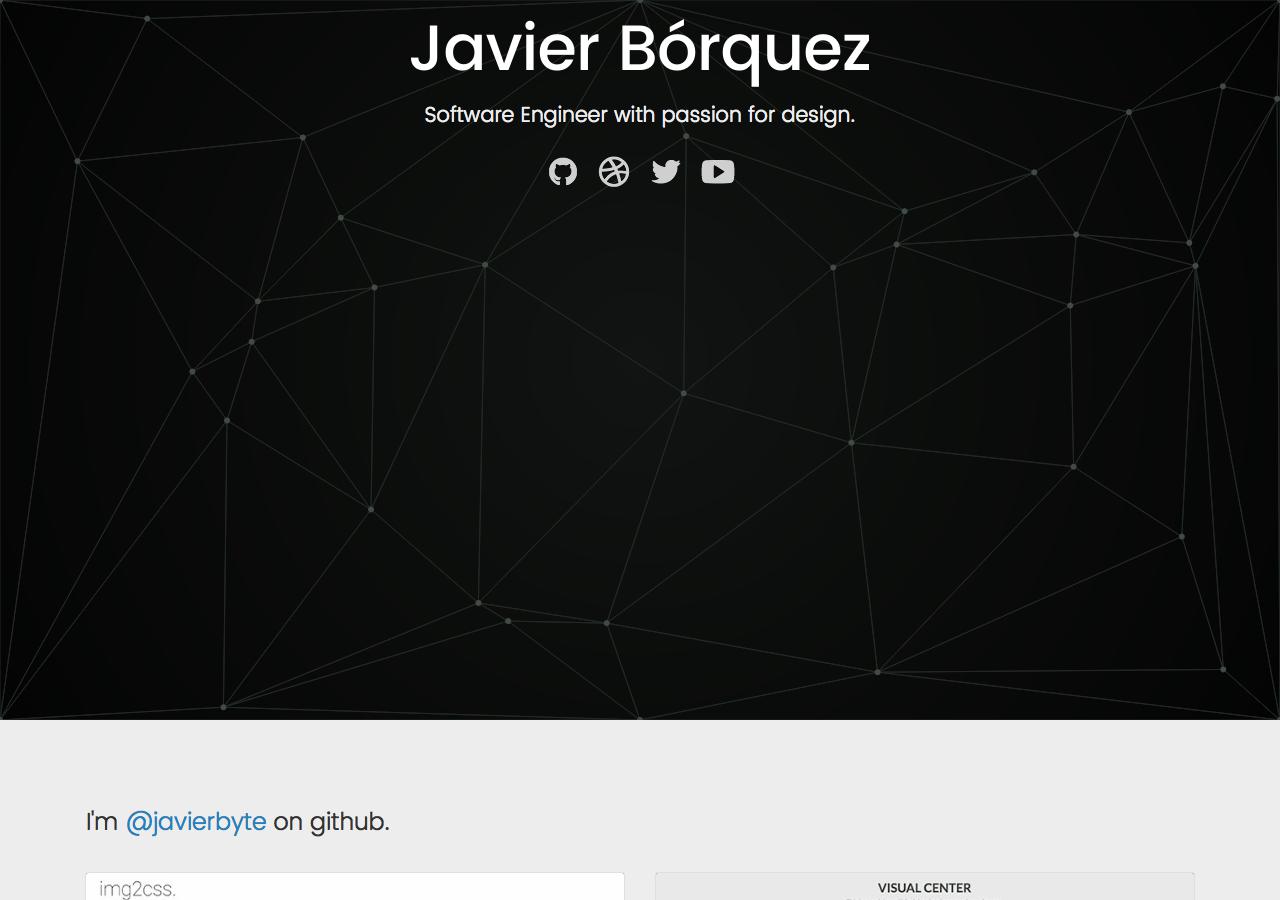 Javier Bórquez
Software Engineer with passion for design.
I'm @javierbyte on github.
img2css.
VISUAL CENTER